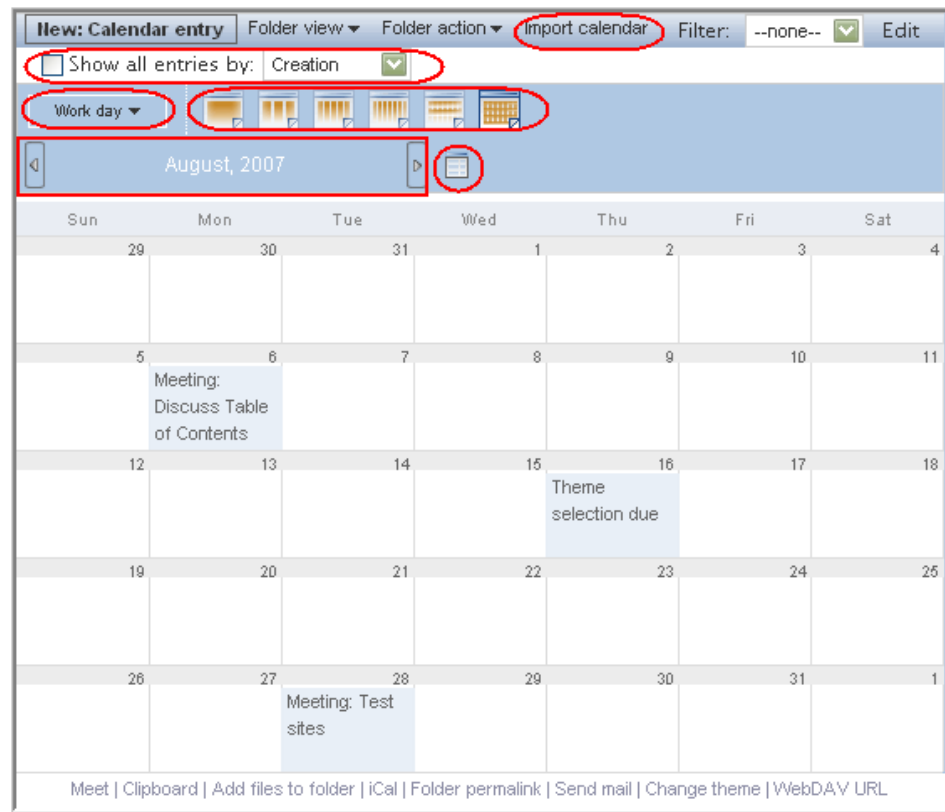 New: Calendar entry Folder view Folder action Import calendar Filter: --none-- Edit
Show all entries by: Creation
Work day
August, 2007
Sun Mon Tue Wed Thu Fri Sat
29 30 31 1 2 3 4
5 6 7 8 9 10 11
Meeting:
Discuss Table
of Contents
12 13 14 15 16 17 18
Theme
selection due
19 20 21 22 23 24 25
26 27 28 29 30 31 1
Meeting: Test
sites
Meet | Clipboard | Add files to folder | iCal | Folder permalink | Send mail | Change theme | WebDAV URL